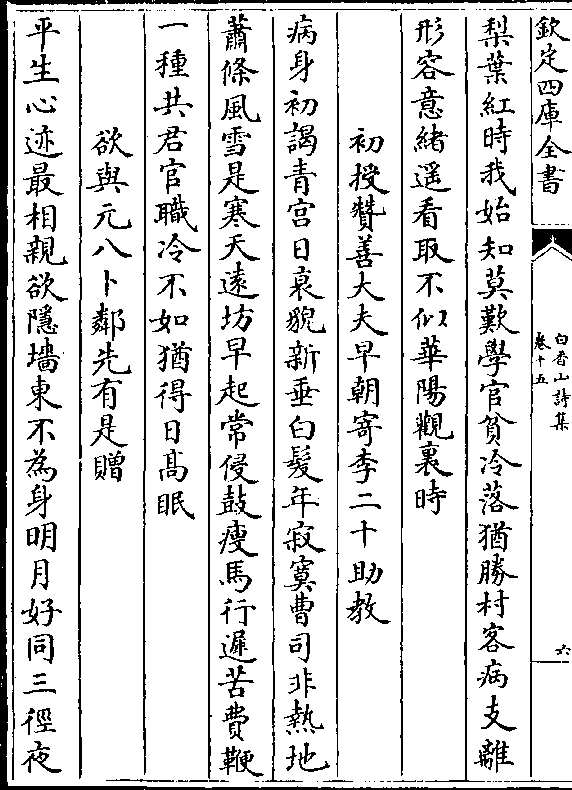 欽定四庫全書
白香山詩集
卷十五
六
梨葉紅時我始知莫歎學官貧冷落猶勝村客病支離
形容意緒遥看取不似華陽觀裏時
初授贊善大夫早朝寄李二十助教
病身初謁青宫日衰貌新垂白髮年寂寞曹司非熱地
蕭條風雪是寒天逺坊早起常侵鼓瘦馬行遲苦費鞭
一種共君官職冷不如猶得日髙眠
欲與元八卜鄰先有是贈
平生心迹最相親欲隱墻東不為身明月好同三徑夜